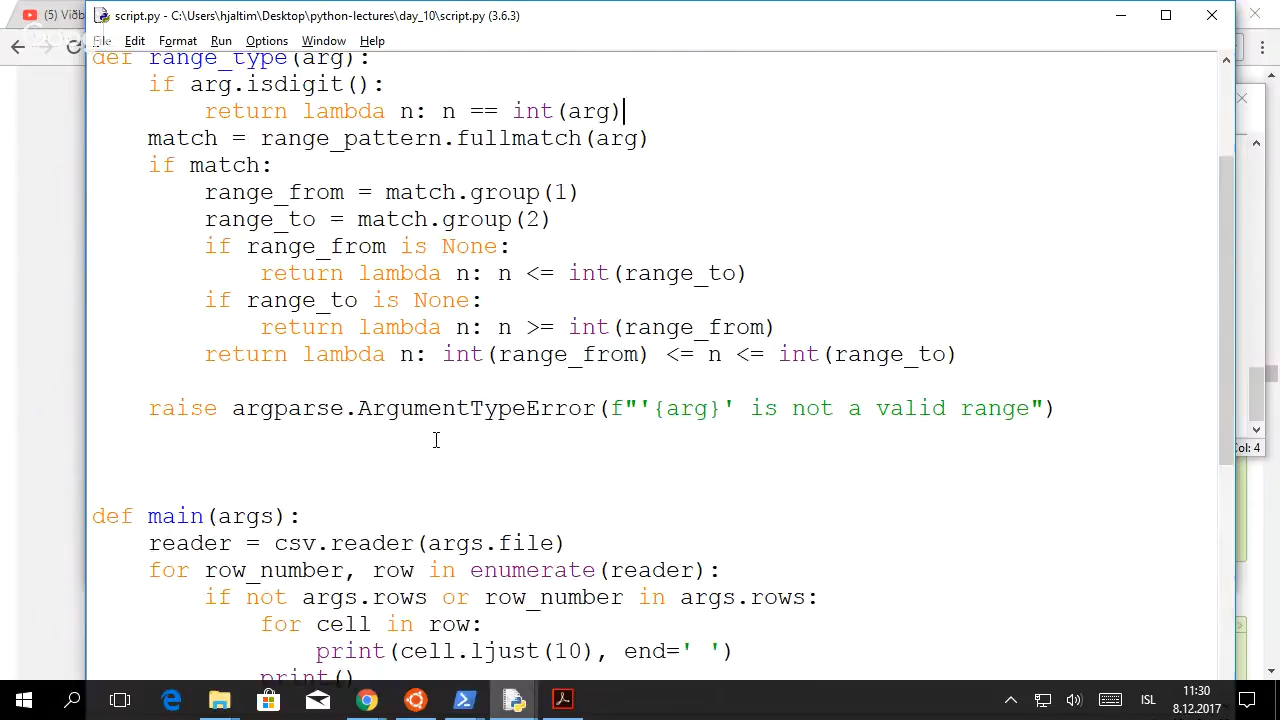 (5) Viðb
script.py - C:\Users\hjaltim\Desktop\python-lectures\day_10\script.py (3.6.3)
File Edit Format Run Options Window Help
def range_type(arg):
    if arg.isdigit():
        return lambda n: n == int(arg)
    match = range_pattern.fullmatch(arg)
    if match:
        range_from = match.group(1)
        range_to = match.group(2)
        if range_from is None:
            return lambda n: n <= int(range_to)
        if range_to is None:
            return lambda n: n >= int(range_from)
        return lambda n: int(range_from) <= n <= int(range_to)
    raise argparse.ArgumentTypeError(f"'{arg}' is not a valid range")
def main(args):
    reader = csv.reader(args.file)
    for row_number, row in enumerate(reader):
        if not args.rows or row_number in args.rows:
            for cell in row:
                print(cell.ljust(10), end=' ')
            print()
Col: 4
ISL
11:30
8.12.2017